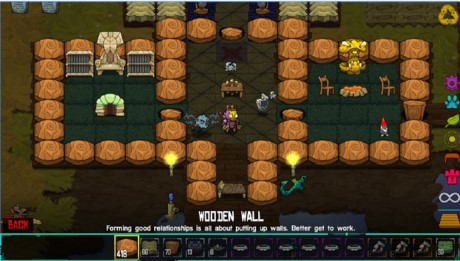 WOODEN WALL
Forming good relationships is all about putting up walls. Better get to work.
BACK
418